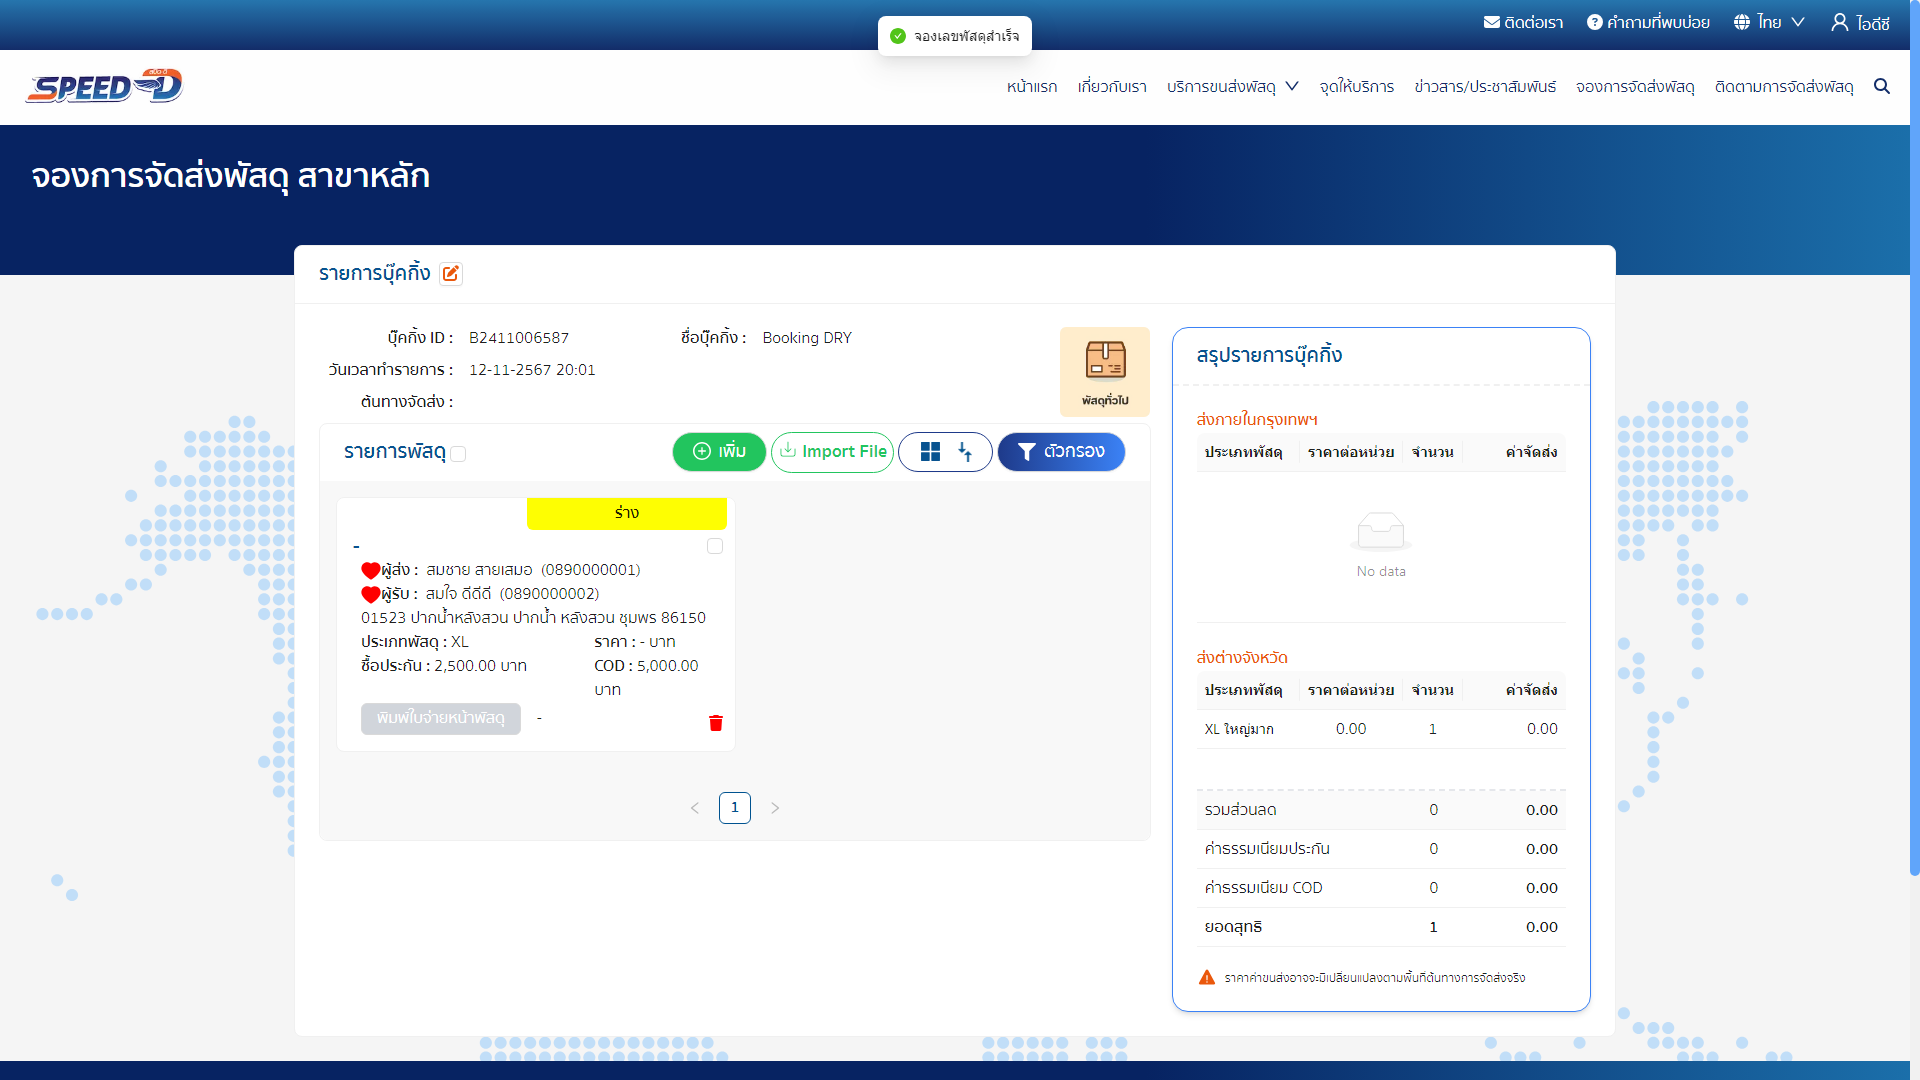 ติดต่อเรา
คำถามที่พบบ่อย
ไทย
ไอดีซี
จองเลขพัสดุสำเร็จ
SPEED-D
หน้าแรก
เกี่ยวกับเรา
บริการขนส่งพัสดุ
จุดให้บริการ
ข่าวสาร/ประชาสัมพันธ์
จองการจัดส่งพัสดุ
ติดตามการจัดส่งพัสดุ
จองการจัดส่งพัสดุ สาขาหลัก
รายการบุ๊คกิ้ง
บุ๊คกิ้ง ID : B2411006587
ชื่อบุ๊คกิ้ง : Booking DRY
วันเวลาทำรายการ : 12-11-2567 20:01
ต้นทางจัดส่ง :
พัสดุทั่วไป
รายการพัสดุ
เพิ่ม
Import File
ตัวกรอง
ร่าง
-
ผู้ส่ง : สมชาย สายเสมอ (0890000001)
ผู้รับ : สมใจ ดีดีดี (0890000002)
01523 ปากน้ำหลังสวน ปากน้ำ หลังสวน ชุมพร 86150
ประเภทพัสดุ : XL
ราคา : - บาท
ซื้อประกัน : 2,500.00 บาท
COD : 5,000.00 บาท
พิมพ์ใบจ่ายหน้าพัสดุ
-
1
สรุปรายการบุ๊คกิ้ง
ส่งภายในกรุงเทพฯ
ประเภทพัสดุ ราคาต่อหน่วย จำนวน ค่าจัดส่ง
No data
ส่งต่างจังหวัด
ประเภทพัสดุ ราคาต่อหน่วย จำนวน ค่าจัดส่ง
XL ใหญ่มาก 0.00 1 0.00
รวมส่วนลด 0 0.00
ค่าธรรมเนียมประกัน 0 0.00
ค่าธรรมเนียม COD 0 0.00
ยอดสุทธิ 1 0.00
ราคาค่าขนส่งอาจจะมีเปลี่ยนแปลงตามพื้นที่ต้นทางการจัดส่งจริง